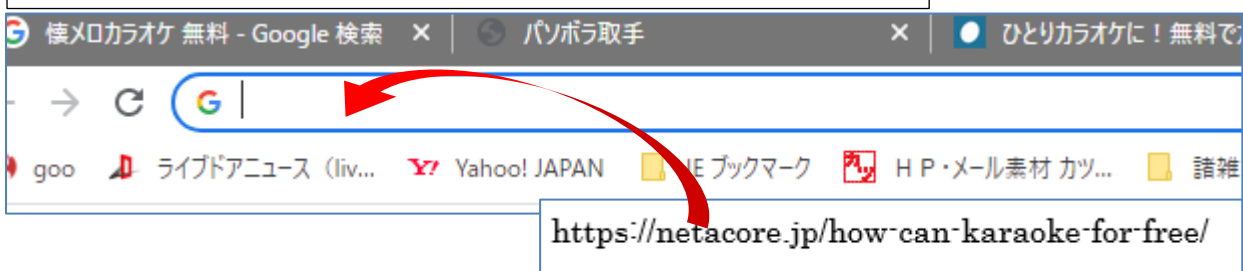 懐メロカラオケ 無料 - Google 検索 × パソボラ取手 × ひとりカラオケに！無料で
G
goo ライブドアニュース（liv... Y! Yahoo! JAPAN ブックマーク カツ ＨＰ・メール素材 カツ... 諸雑
https://netacore.jp/how-can-karaoke-for-free/